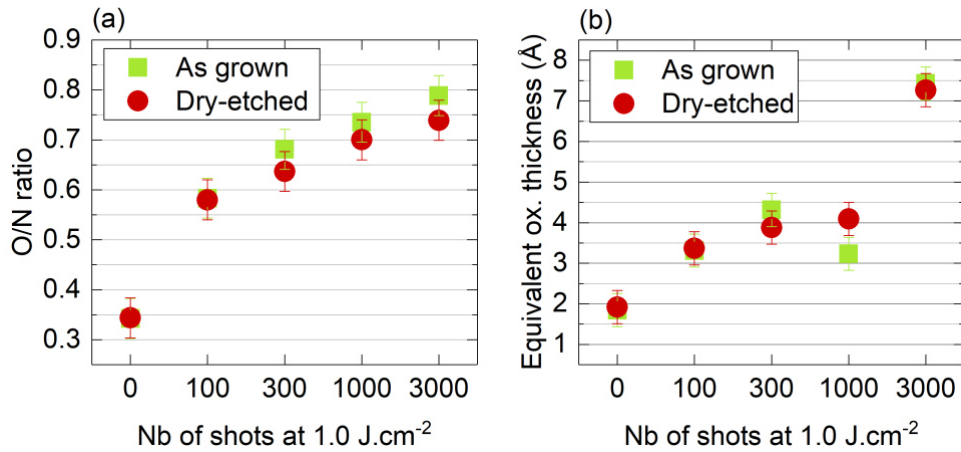 (a)
O/N ratio
0.9
0.8
0.7
0.6
0.5
0.4
0.3
As grown
Dry-etched
0 100 300 1000 3000
Nb of shots at 1.0 J.cm⁻²
(b)
Equivalent ox. thickness (Å)
8
7
6
5
4
3
2
1
As grown
Dry-etched
0 100 300 1000 3000
Nb of shots at 1.0 J.cm⁻²